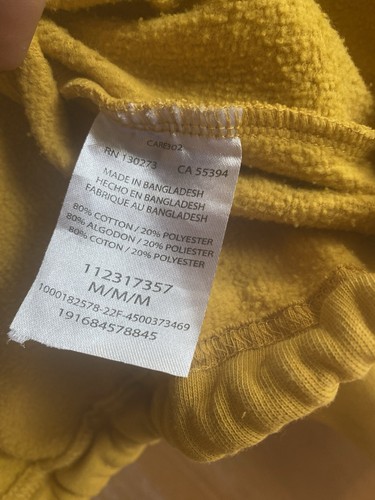 CARE302
RN 130273 CA 55394
MADE IN BANGLADESH
HECHO EN BANGLADESH
FABRIQUE AU BANGLADESH
80% COTTON / 20% POLYESTER
80% ALGODON / 20% POLIESTER
80% COTON / 20% POLYESTER
112317357
M/M/M
1000182578-22F-4500373469
191684578845